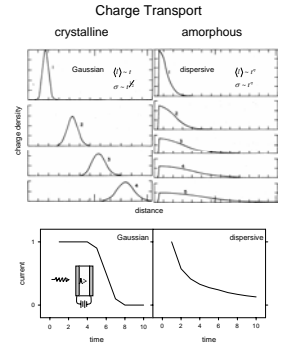 Charge Transport
crystalline
amorphous
Gaussian
⟨l⟩ ~ t
dispersive
charge density
distance
Gaussian
dispersive
current
1
0
0 2 4 6 8 10
0 2 4 6 8 10
time
time